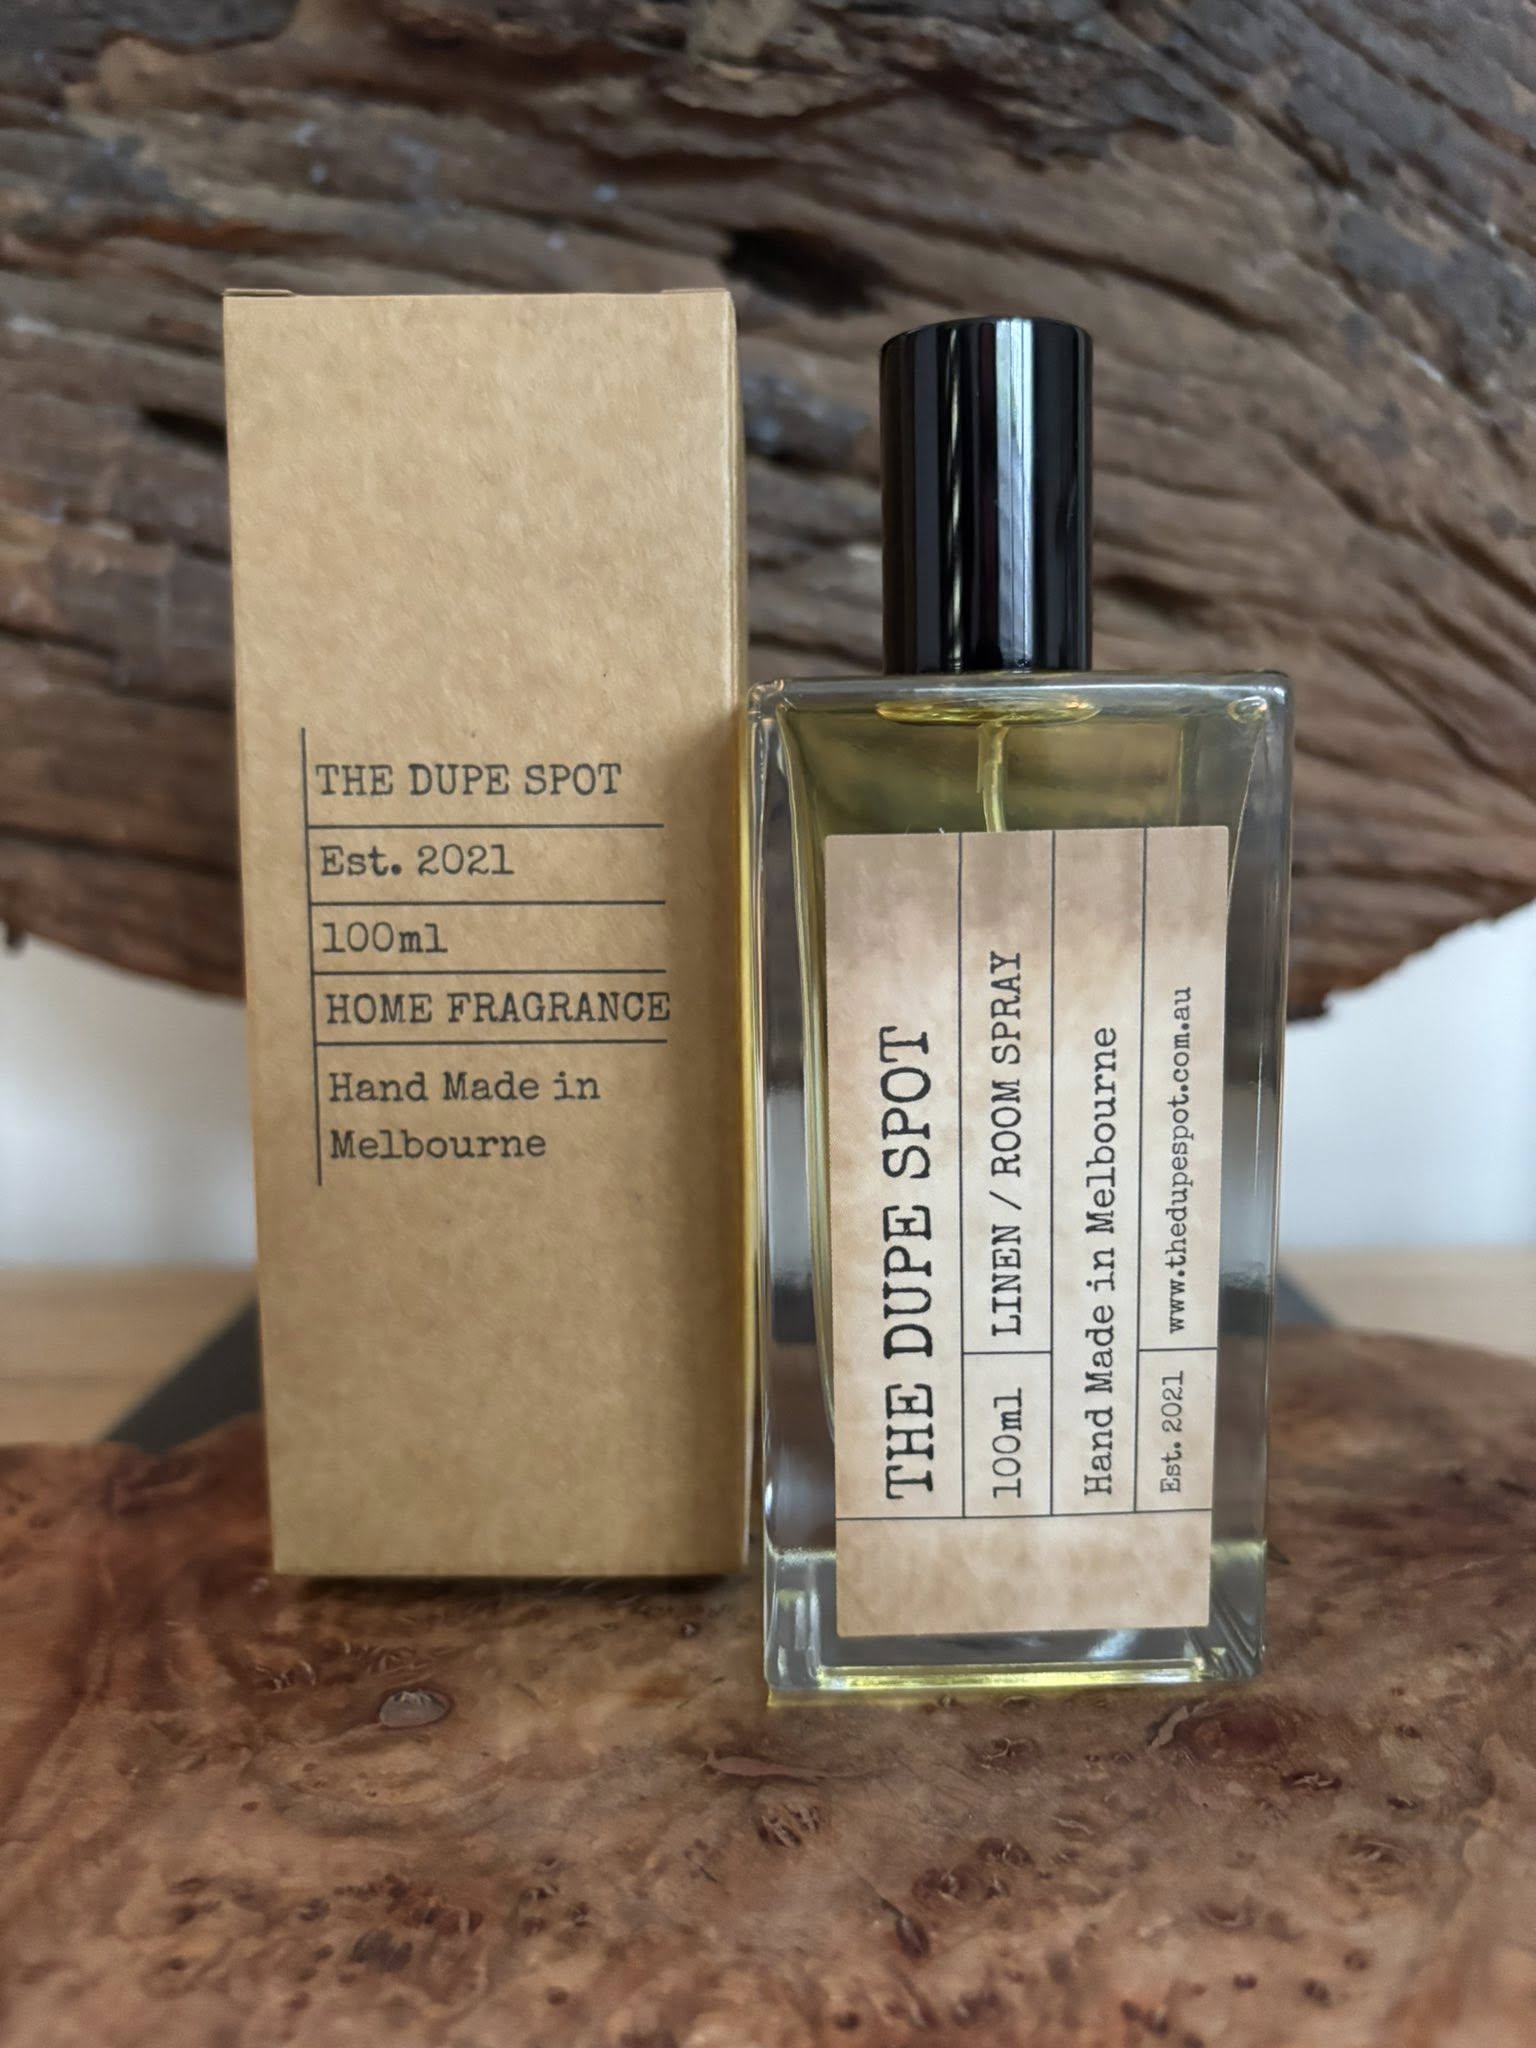 THE DUPE SPOT
Est. 2021
100ml
HOME FRAGRANCE
Hand Made in
Melbourne
THE DUPE SPOT
100ml LINEN / ROOM SPRAY
Hand Made in Melbourne
Est. 2021 www.thedupespot.com.au